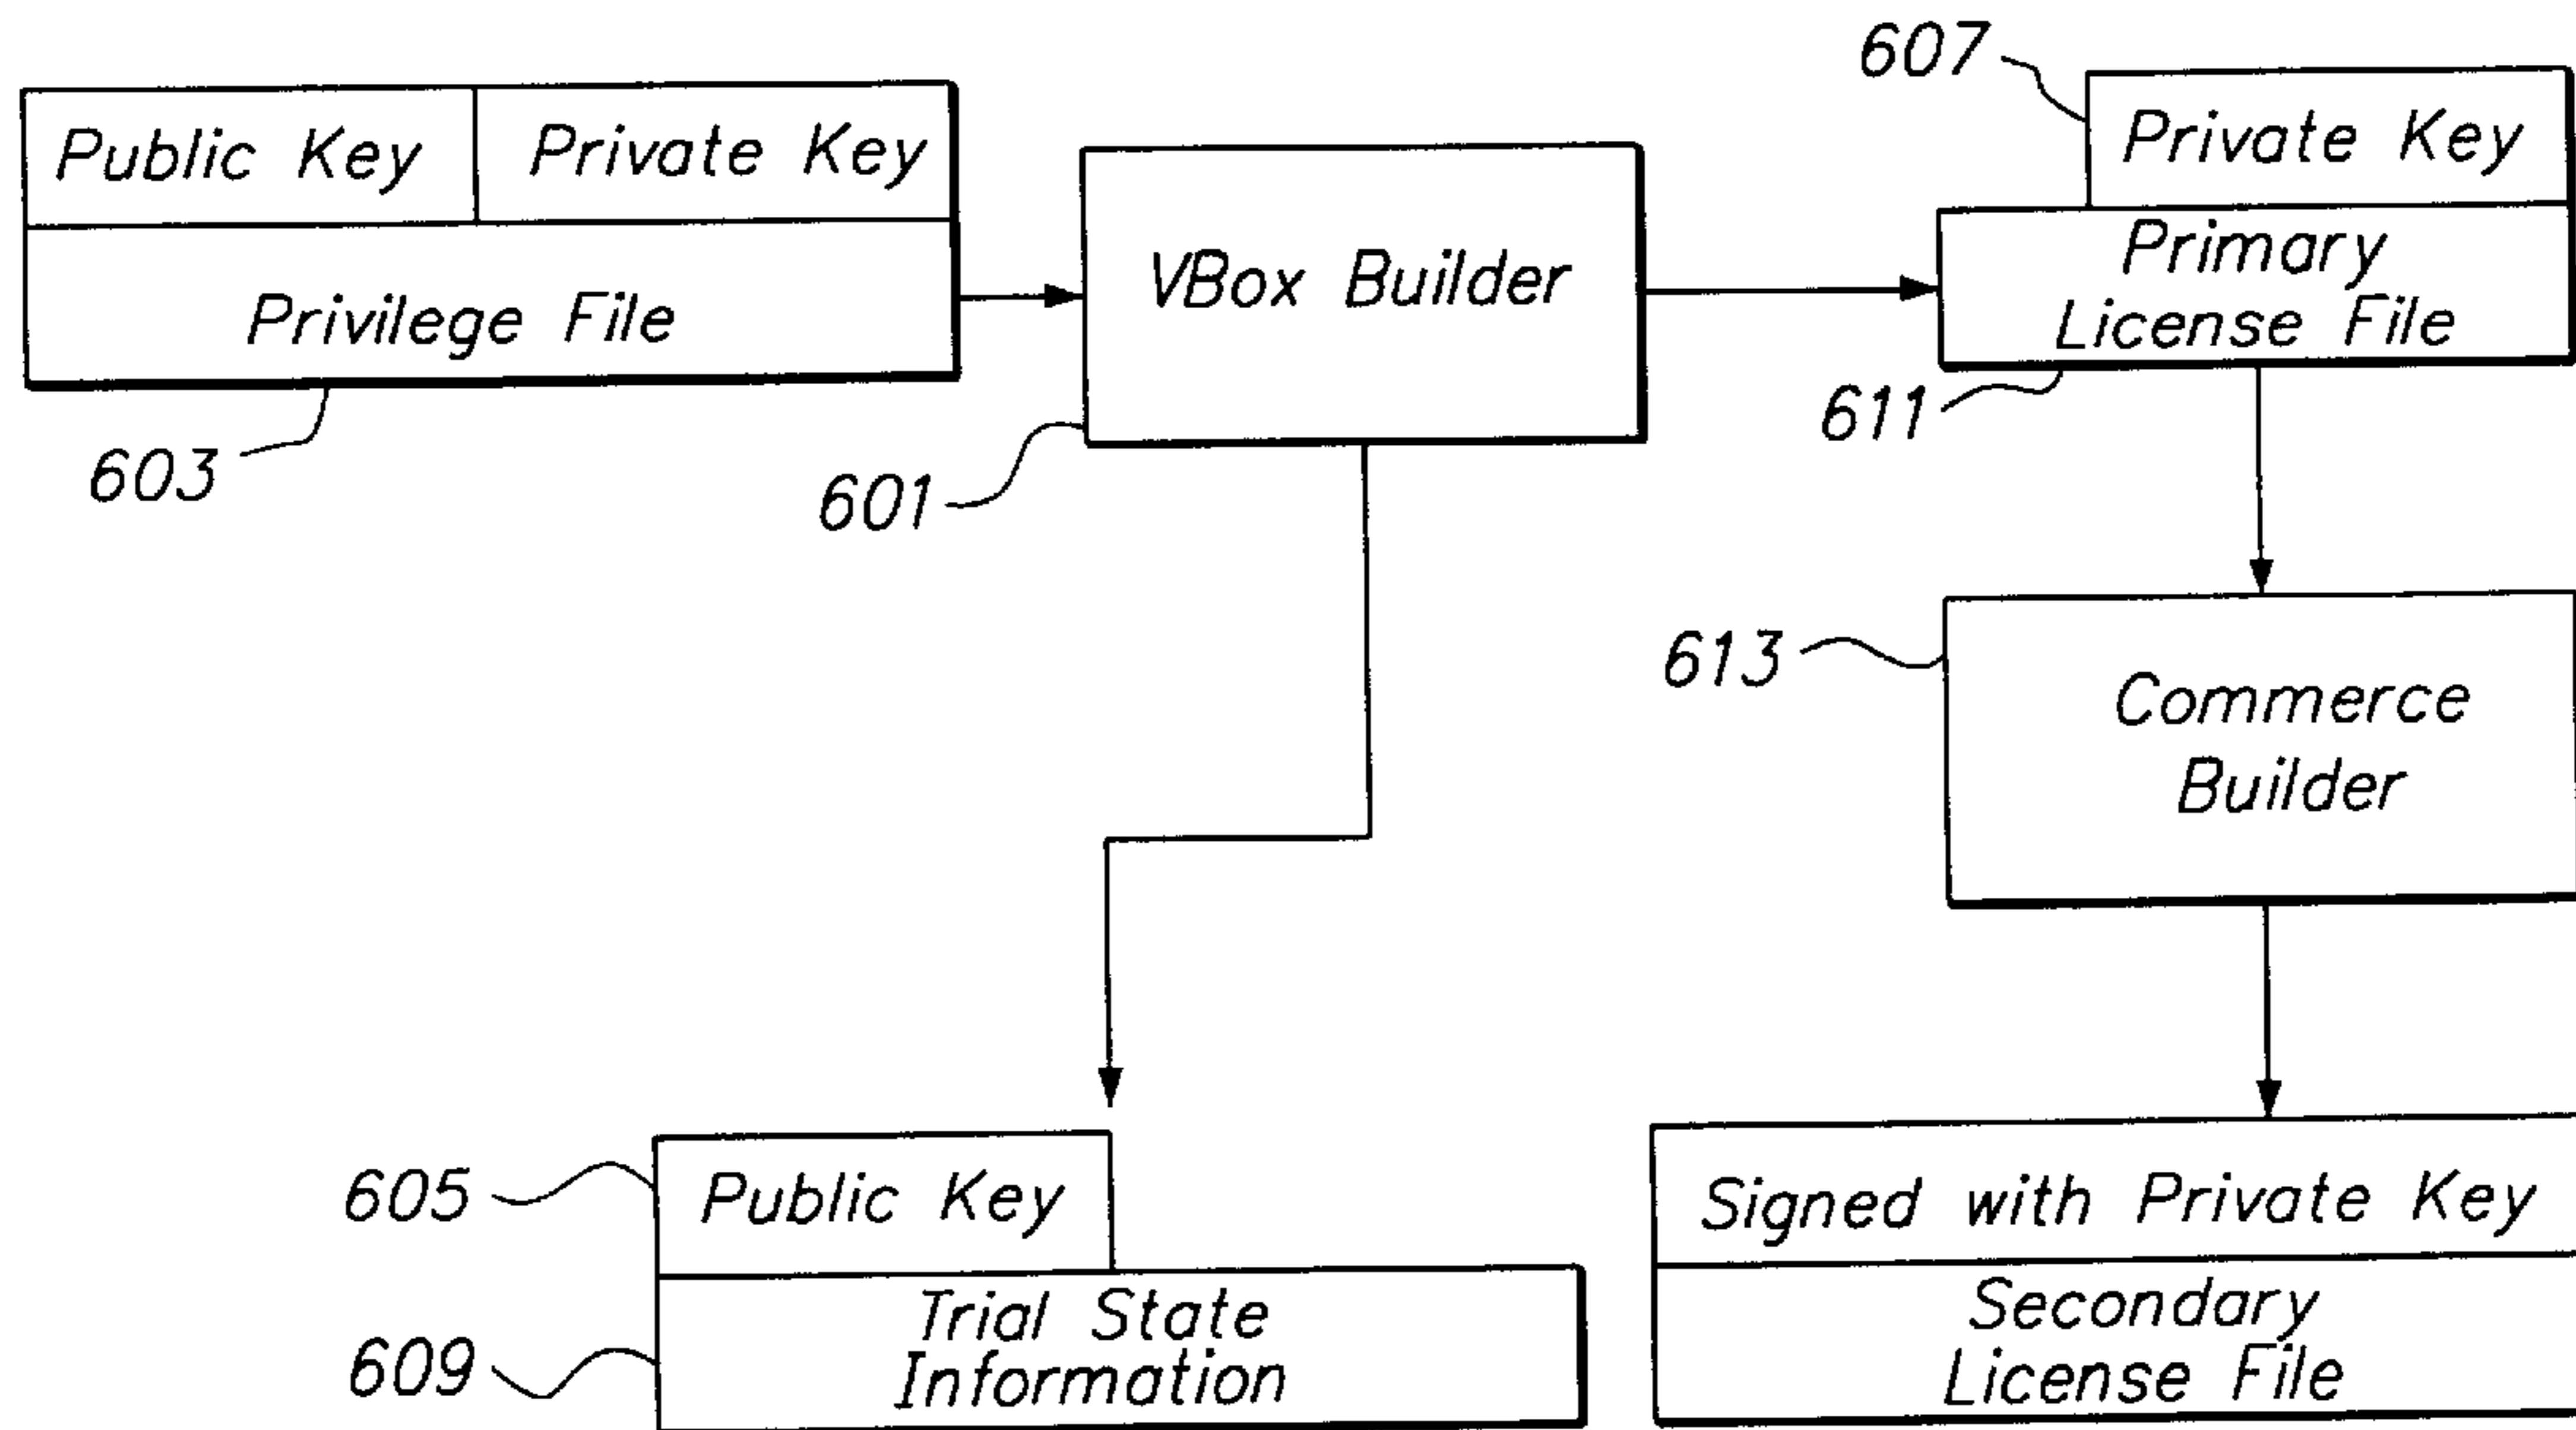 607
Public Key
Private Key
Privilege File
603
VBox Builder
601
Private Key
Primary
License File
611
613
Commerce
Builder
605
Public Key
609
Trial State
Information
Signed with Private Key
Secondary
License File